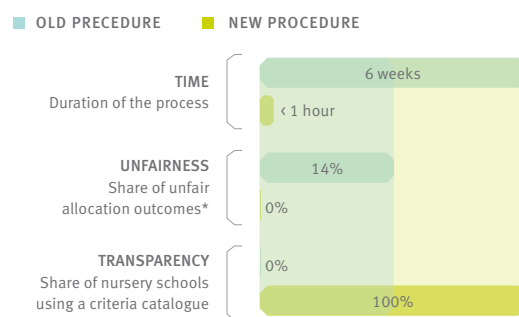 OLD PRECEDURE NEW PROCEDURE
TIME
Duration of the process
6 weeks
< 1 hour
UNFAIRNESS
Share of unfair
allocation outcomes*
14%
0%
TRANSPARENCY
Share of nursery schools
using a criteria catalogue
0%
100%